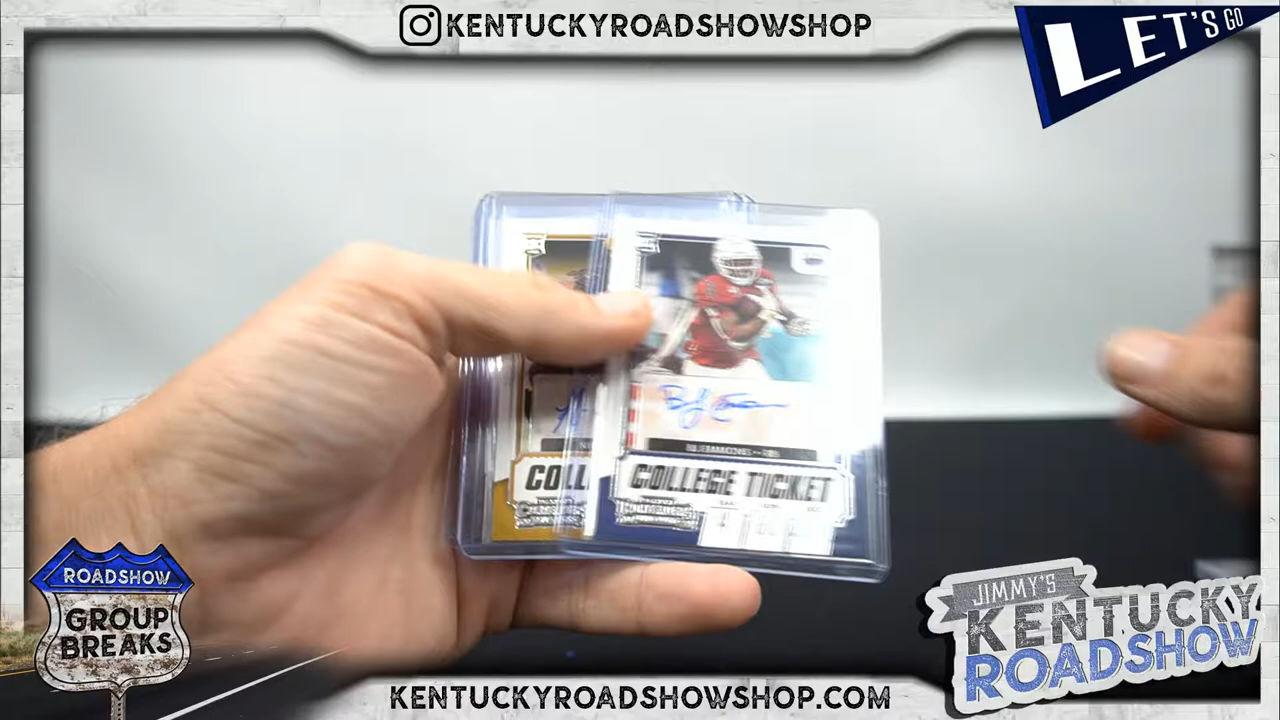 KENTUCKYROADSHOWSHOP
LET'S GO
COLL
COLLEGE TICKET
ROADSHOW
GROUP
BREAKS
JIMMY'S
KENTUCKY
ROADSHOW
KENTUCKYROADSHOWSHOP.COM